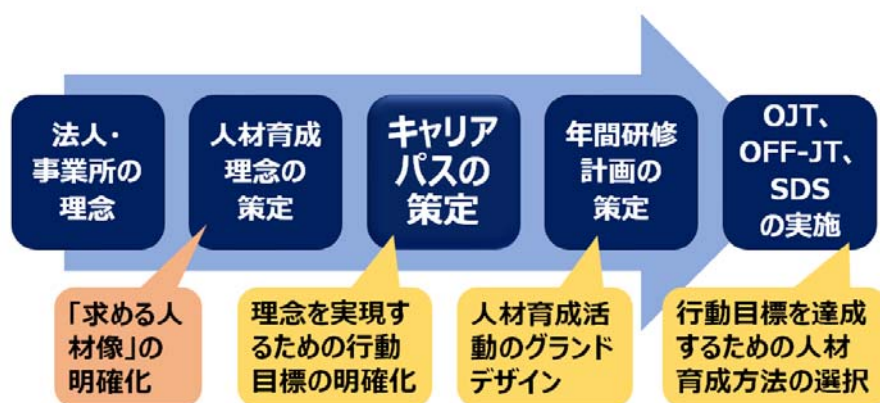 法人・
事業所の
理念
人材育成
理念の
策定
キャリア
パスの
策定
年間研修
計画の
策定
OJT、
OFF-JT、
SDS
の実施
「求める人
材像」の
明確化
理念を実現す
るための行動
目標の明確化
人材育成活
動のグランド
デザイン
行動目標を達成
するための人材
育成方法の選択